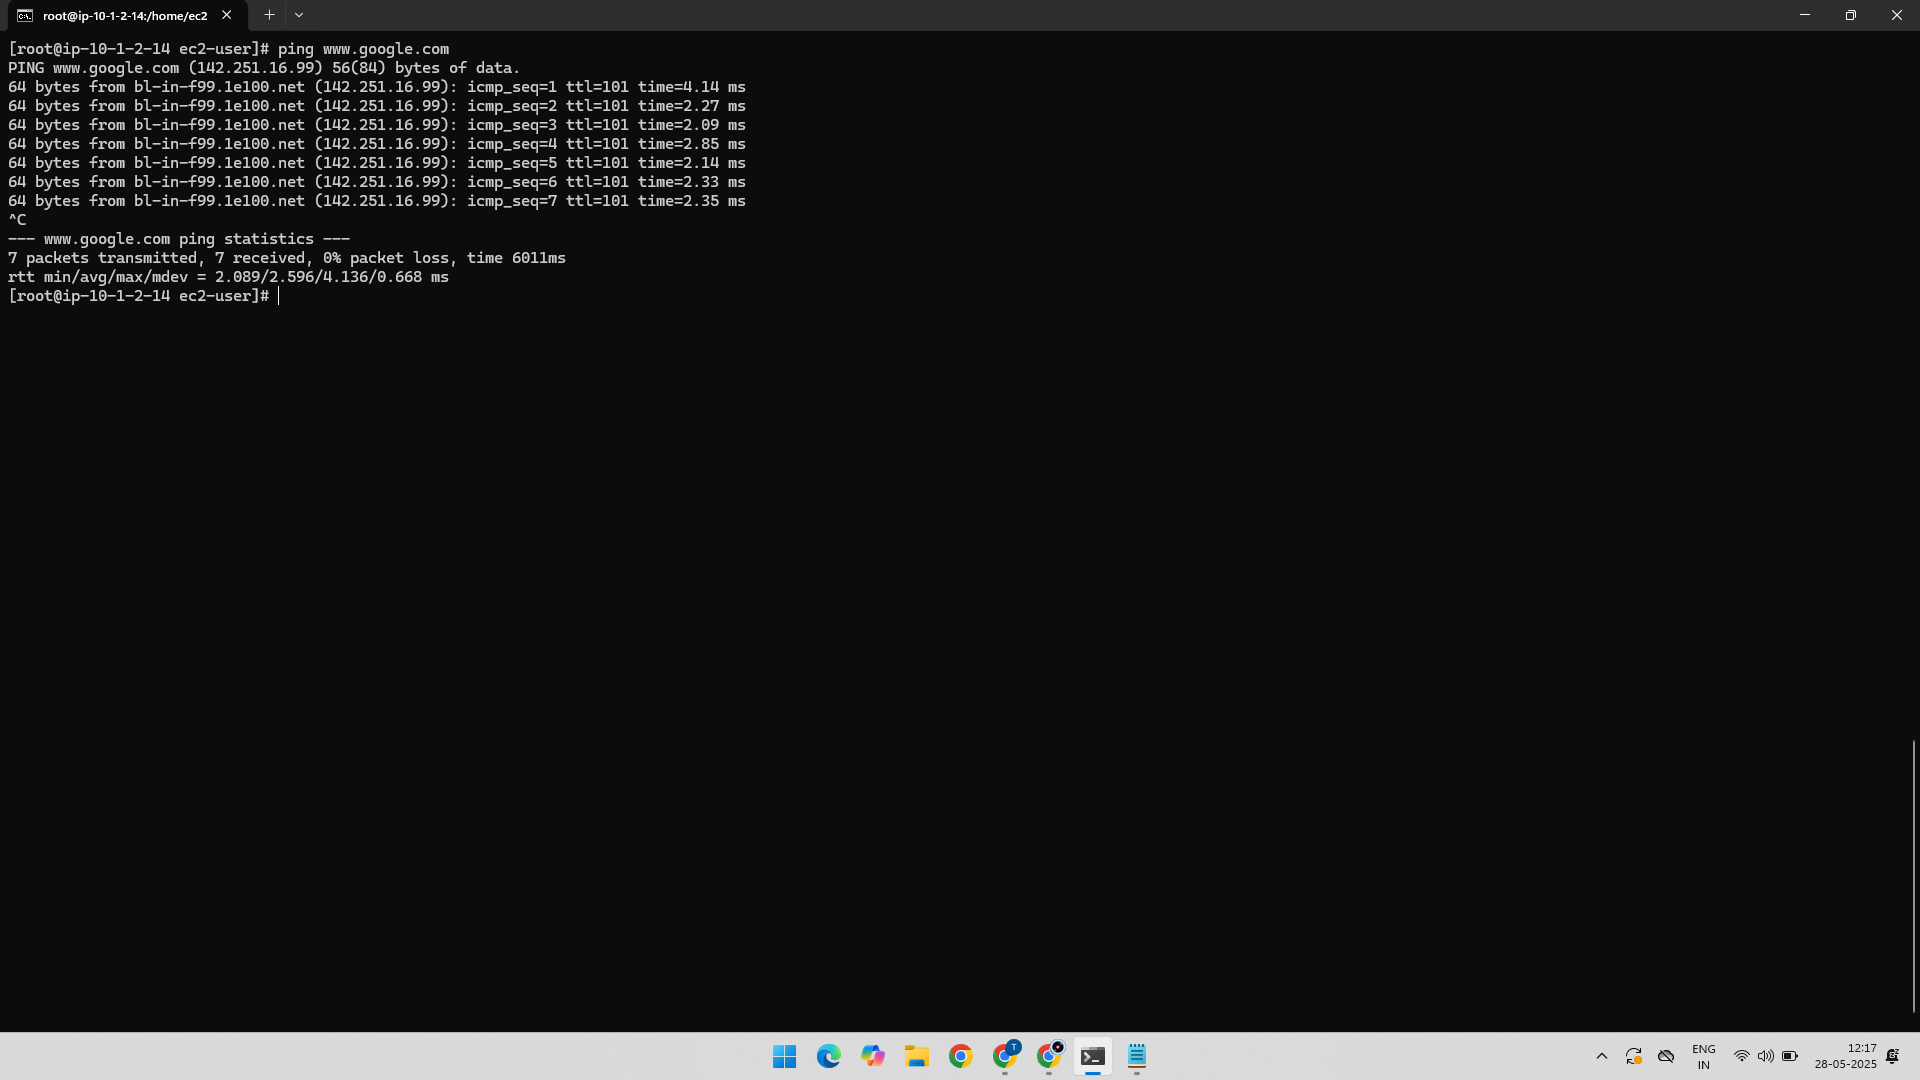 root@ip-10-1-2-14:/home/ec2
[root@ip-10-1-2-14 ec2-user]# ping www.google.com
PING www.google.com (142.251.16.99) 56(84) bytes of data.
64 bytes from bl-in-f99.1e100.net (142.251.16.99): icmp_seq=1 ttl=101 time=4.14 ms
64 bytes from bl-in-f99.1e100.net (142.251.16.99): icmp_seq=2 ttl=101 time=2.27 ms
64 bytes from bl-in-f99.1e100.net (142.251.16.99): icmp_seq=3 ttl=101 time=2.09 ms
64 bytes from bl-in-f99.1e100.net (142.251.16.99): icmp_seq=4 ttl=101 time=2.85 ms
64 bytes from bl-in-f99.1e100.net (142.251.16.99): icmp_seq=5 ttl=101 time=2.14 ms
64 bytes from bl-in-f99.1e100.net (142.251.16.99): icmp_seq=6 ttl=101 time=2.33 ms
64 bytes from bl-in-f99.1e100.net (142.251.16.99): icmp_seq=7 ttl=101 time=2.35 ms
^C
--- www.google.com ping statistics ---
7 packets transmitted, 7 received, 0% packet loss, time 6011ms
rtt min/avg/max/mdev = 2.089/2.596/4.136/0.668 ms
[root@ip-10-1-2-14 ec2-user]#
T
ENG
IN
12:17
28-05-2025